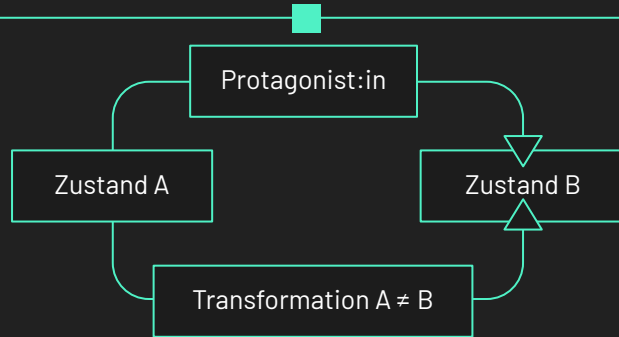 Protagonist:in
Zustand A
Zustand B
Transformation A ≠ B